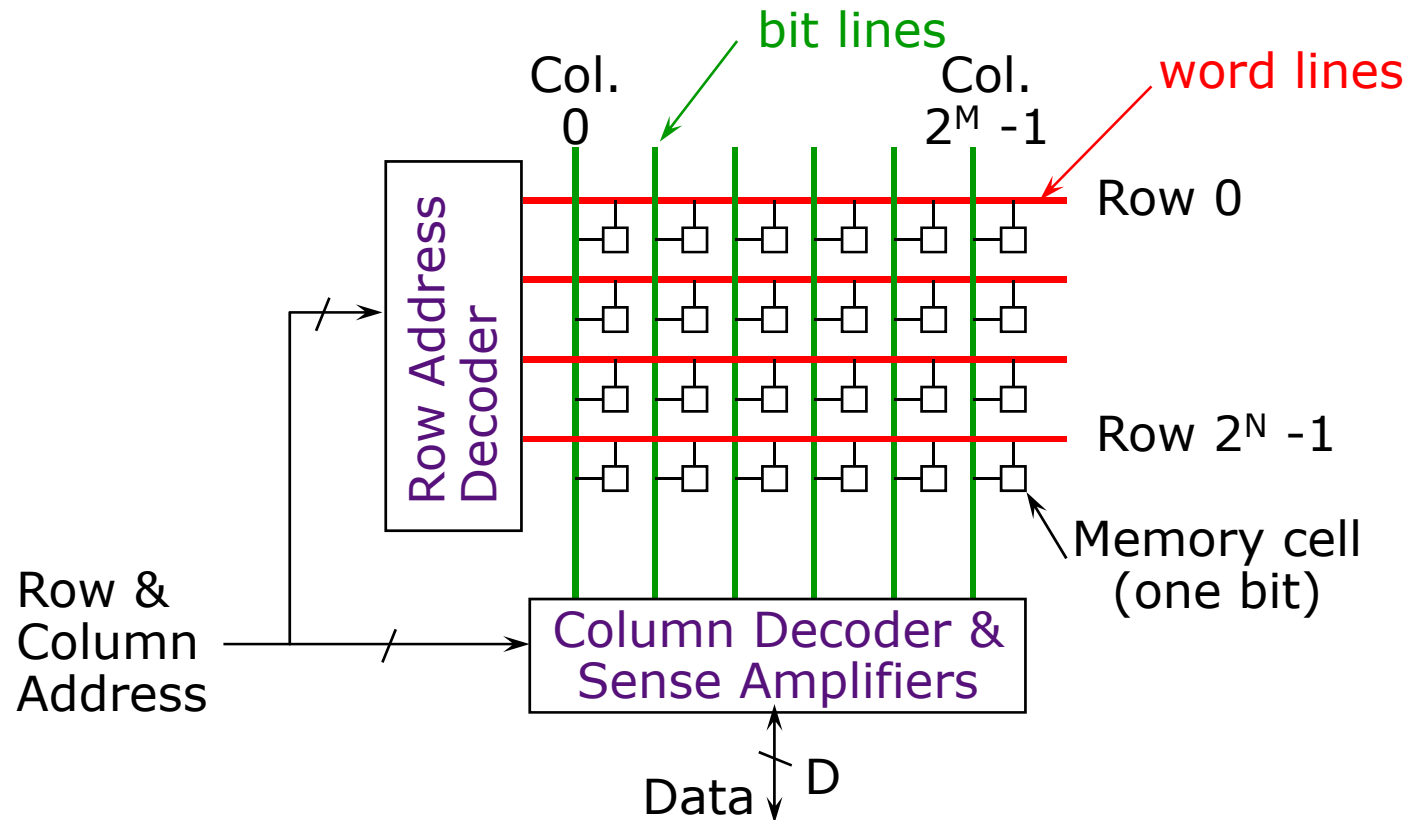 bit lines
Col.
0
Col.
2ᴹ -1
word lines
Row 0
Row Address
Decoder
Row 2ᴺ -1
Memory cell
(one bit)
Row &
Column
Address
Column Decoder &
Sense Amplifiers
Data
D